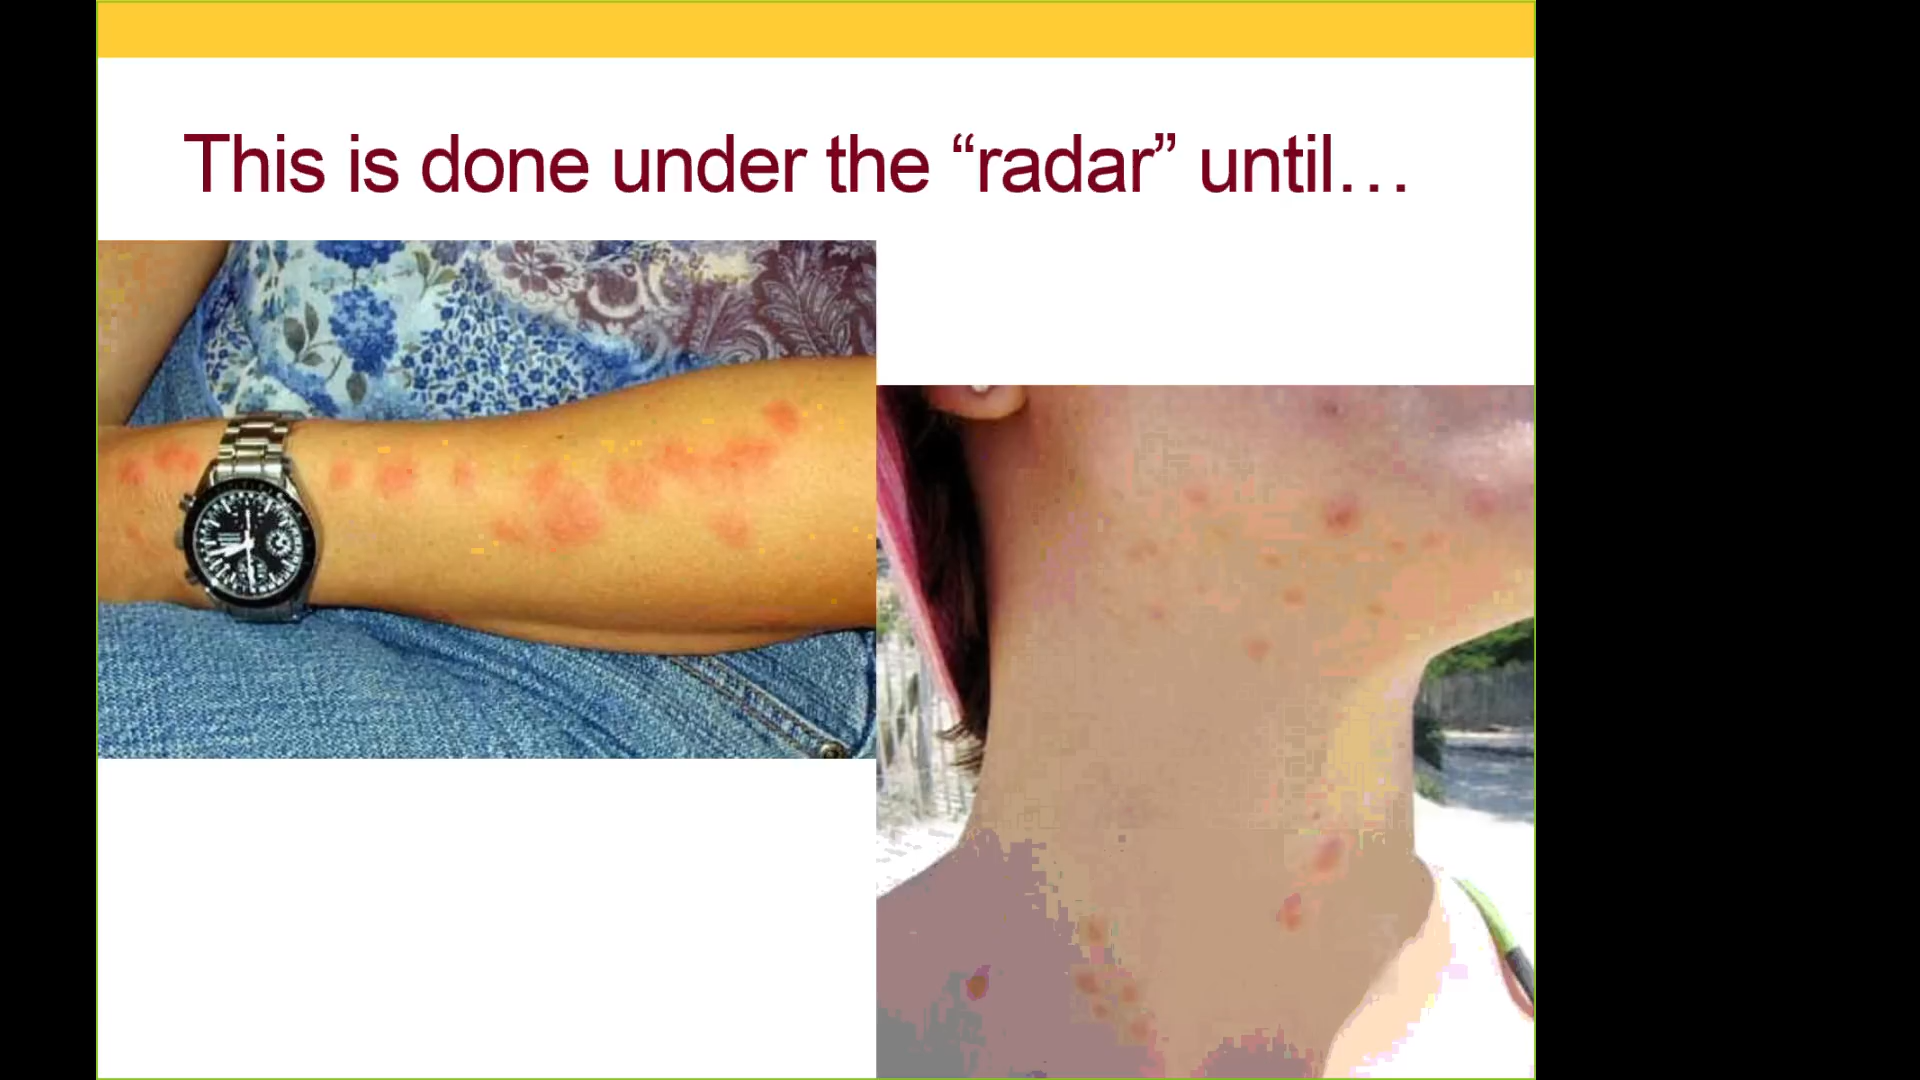 This is done under the “radar” until…